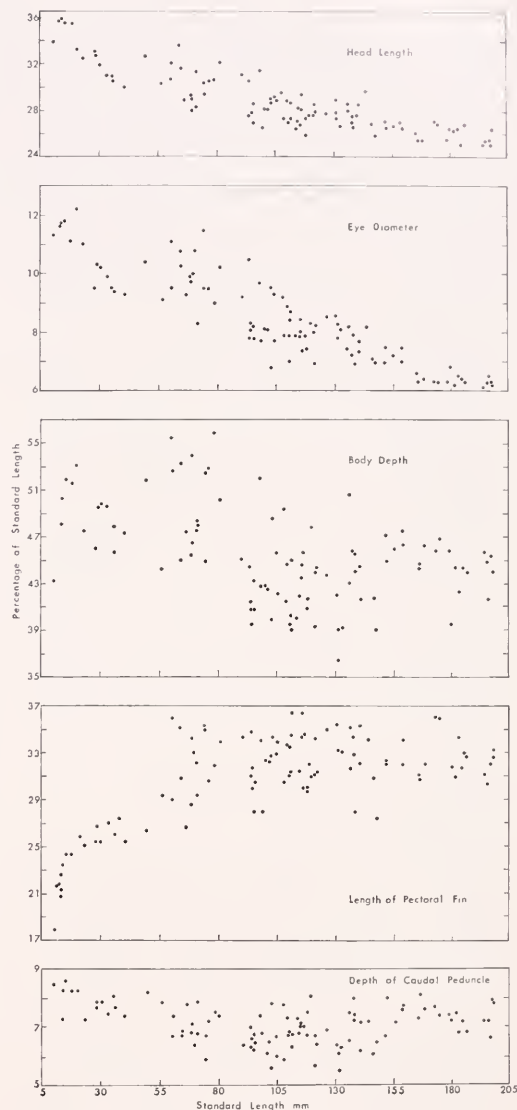 36
32
28
24
Head Length
12
10
8
6
Eye Diameter
Percentage of Standard Length
55
51
47
43
39
35
Body Depth
37
33
29
25
21
17
Length of Pectoral Fin
9
7
5
Depth of Caudal Peduncle
5 30 55 80 105 130 155 180 205
Standard Length mm